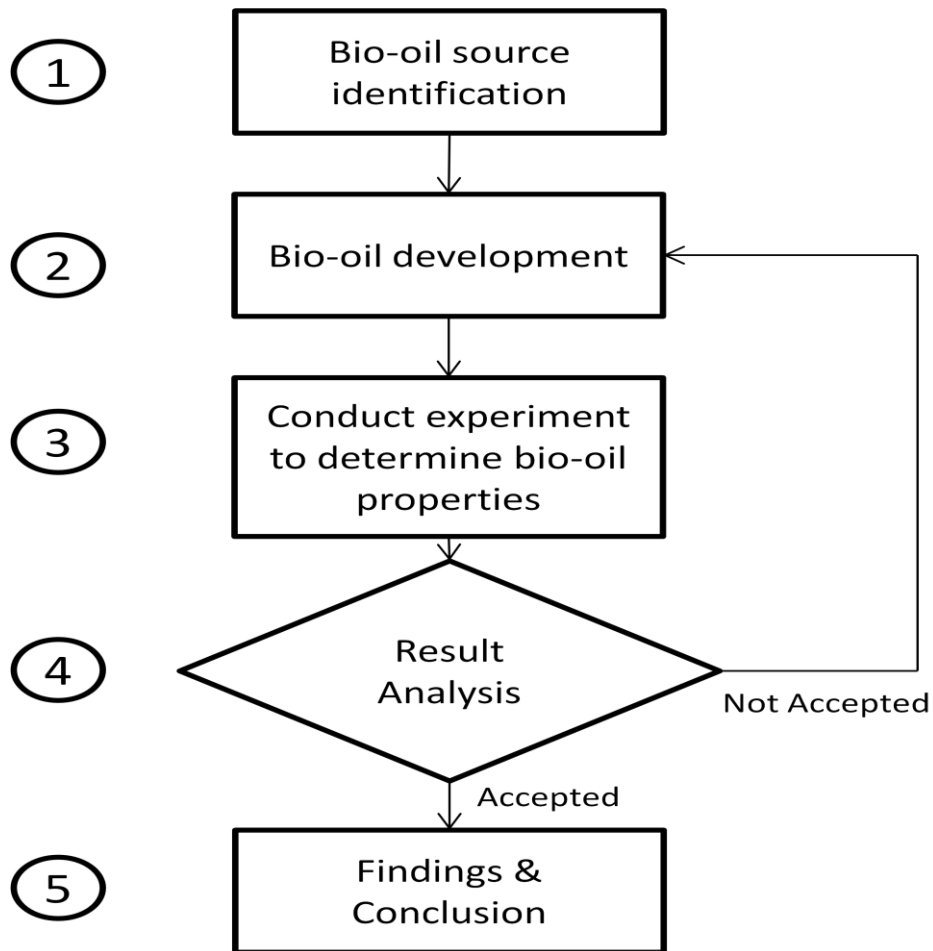 1
Bio-oil source
identification
2
Bio-oil development
3
Conduct experiment
to determine bio-oil
properties
4
Result
Analysis
Not Accepted
Accepted
5
Findings &
Conclusion